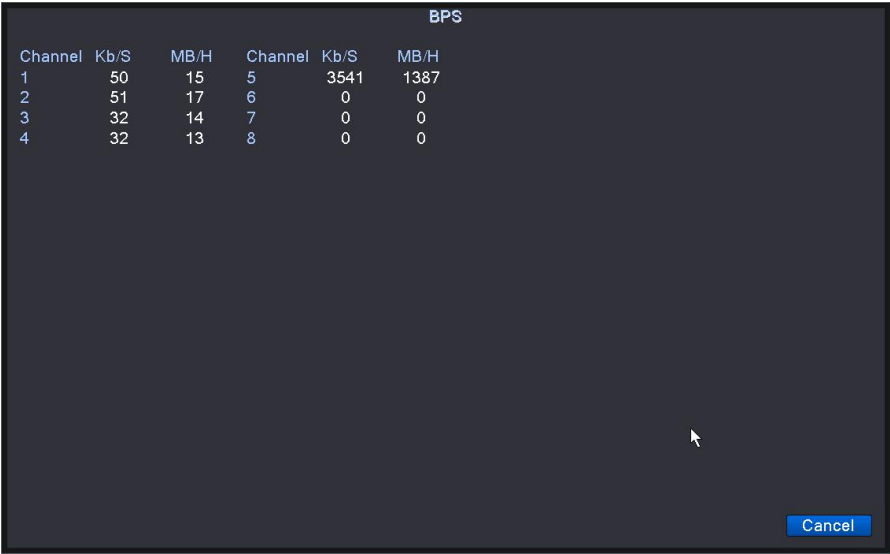 BPS
Channel Kb/S MB/H Channel Kb/S MB/H
1 50 15 5 3541 1387
2 51 17 6 0 0
3 32 14 7 0 0
4 32 13 8 0 0
Cancel